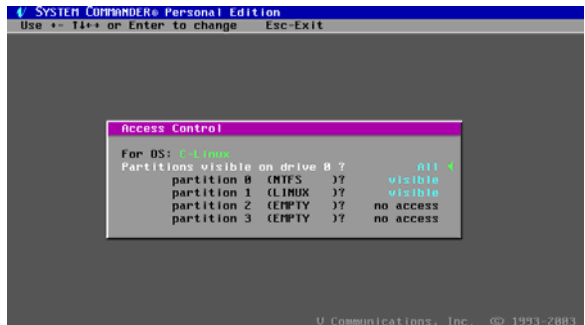 SYSTEM COMMANDER® Personal Edition
Use +- ↑↓←→ or Enter to change Esc-Exit
Access Control
For OS: C-Linux
Partitions visible on drive 0 ? All
partition 0 (NTFS )? visible
partition 1 (LINUX )? visible
partition 2 (EMPTY )? no access
partition 3 (EMPTY )? no access
V Communications, Inc. © 1993-2003